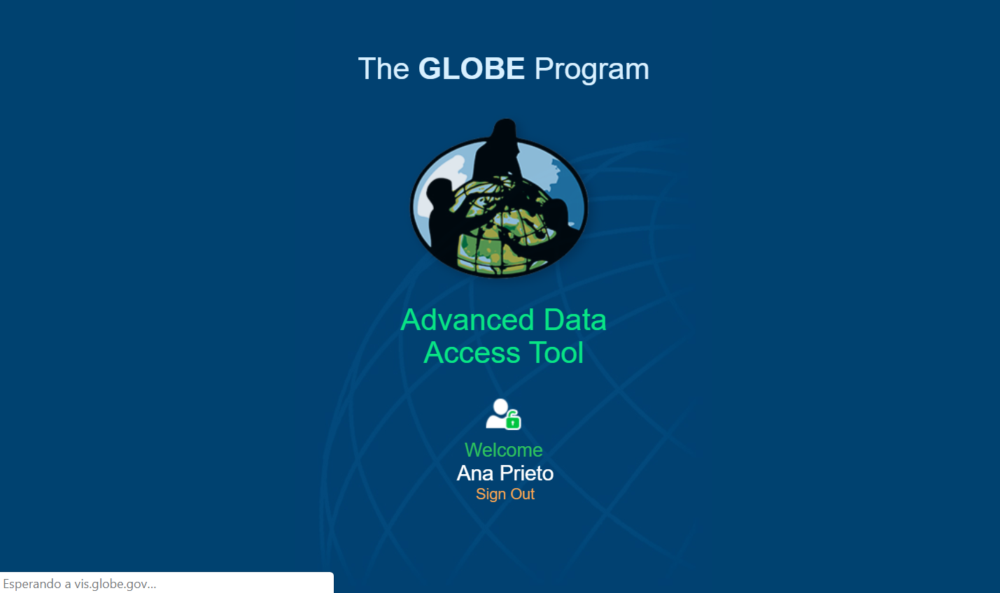 The GLOBE Program
Advanced Data
Access Tool
Welcome
Ana Prieto
Sign Out
Esperando a vis.globe.gov...